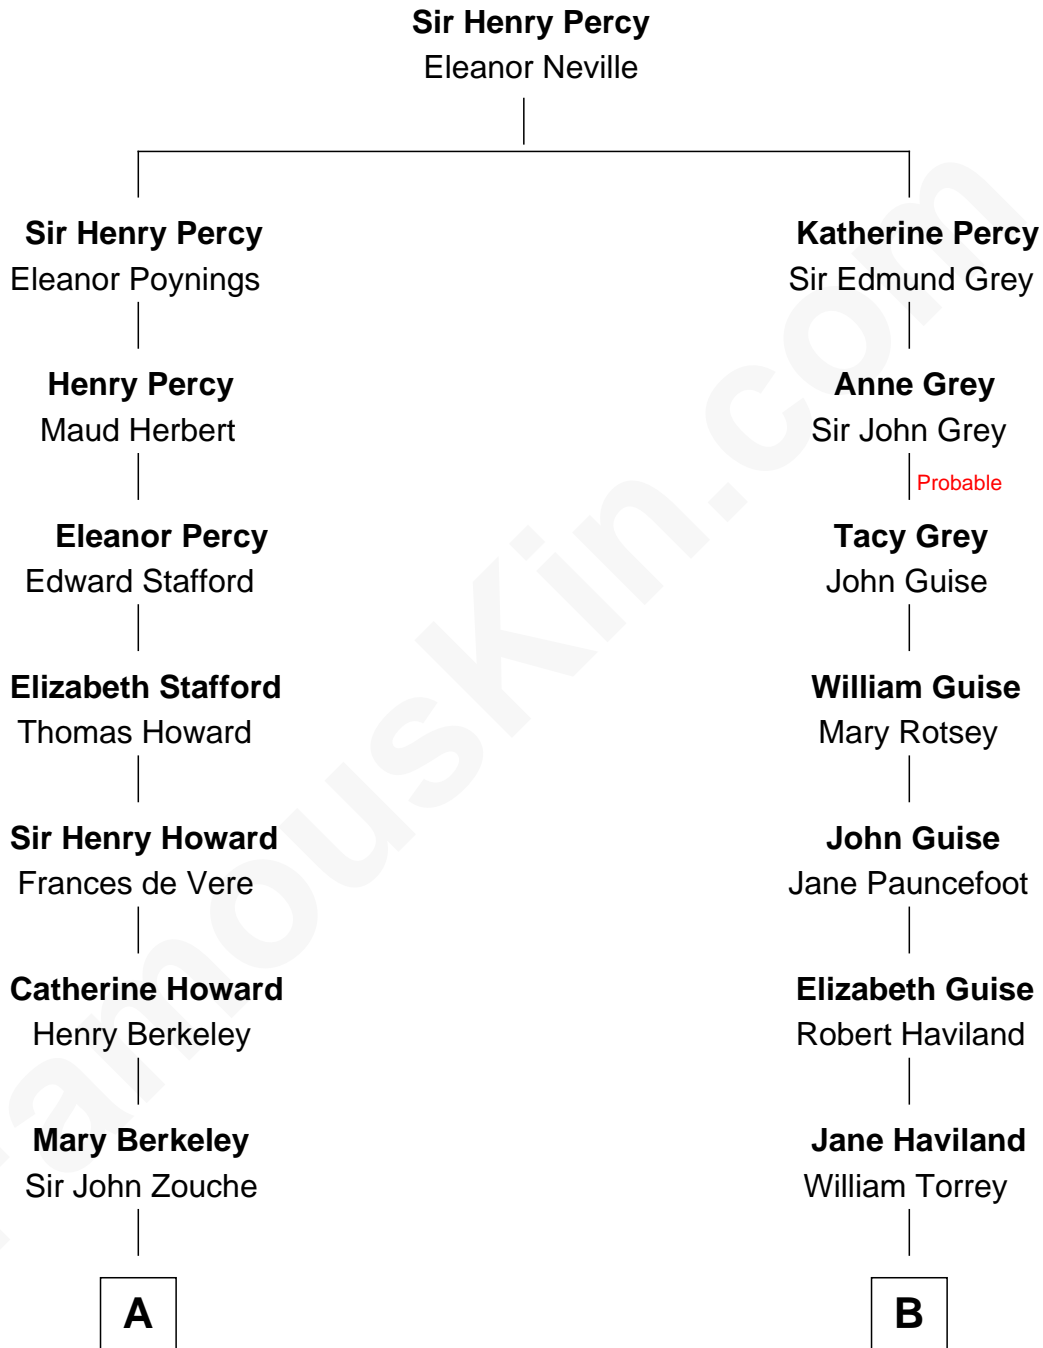 Sir Henry Percy
Eleanor Neville
Sir Henry Percy
Eleanor Poynings
Katherine Percy
Sir Edmund Grey
Henry Percy
Maud Herbert
Anne Grey
Sir John Grey
Probable
Eleanor Percy
Edward Stafford
Tacy Grey
John Guise
Elizabeth Stafford
Thomas Howard
William Guise
Mary Rotsey
Sir Henry Howard
Frances de Vere
John Guise
Jane Pauncefoot
Catherine Howard
Henry Berkeley
Elizabeth Guise
Robert Haviland
Mary Berkeley
Sir John Zouche
Jane Haviland
William Torrey
A
B
FamousKin.com